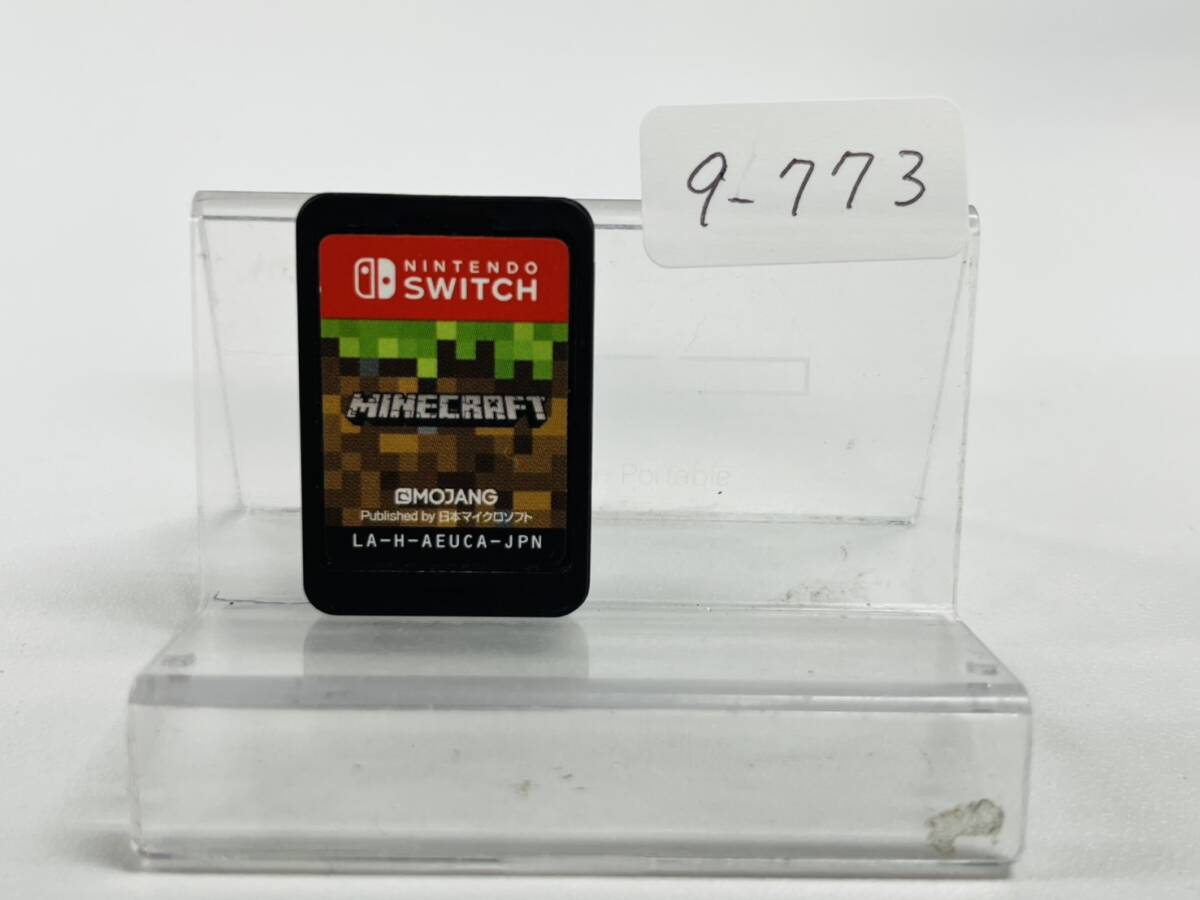 9-773
NINTENDO
SWITCH
MINECRAFT
MOJANG
Published by 日本マイクロソフト
LA-H-AEUCA-JPN
Portable